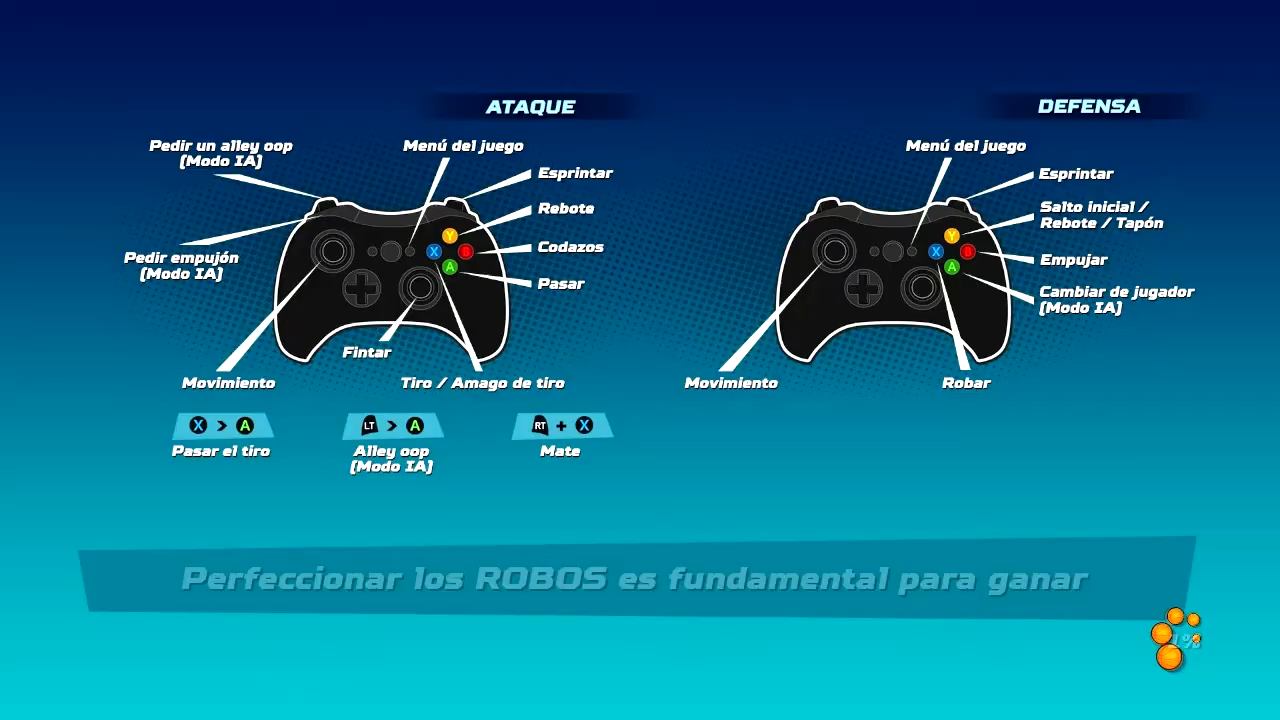 ATAQUE
Pedir un alley oop
(Modo IA)
Menú del juego
Esprintar
Rebote
Codazos
Pasar
Pedir empujón
(Modo IA)
Y
X
B
A
Fintar
Movimiento
Tiro / Amago de tiro
X > A
Pasar el tiro
LT > A
Alley oop
(Modo IA)
RT + X
Mate
DEFENSA
Menú del juego
Esprintar
Salto inicial /
Rebote / Tapón
Empujar
Cambiar de jugador
(Modo IA)
Y
X
B
A
Movimiento
Robar
Perfeccionar los ROBOS es fundamental para ganar